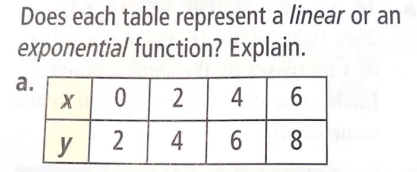 Does each table represent a linear or an
exponential function? Explain.
a.
x 0 2 4 6
y 2 4 6 8